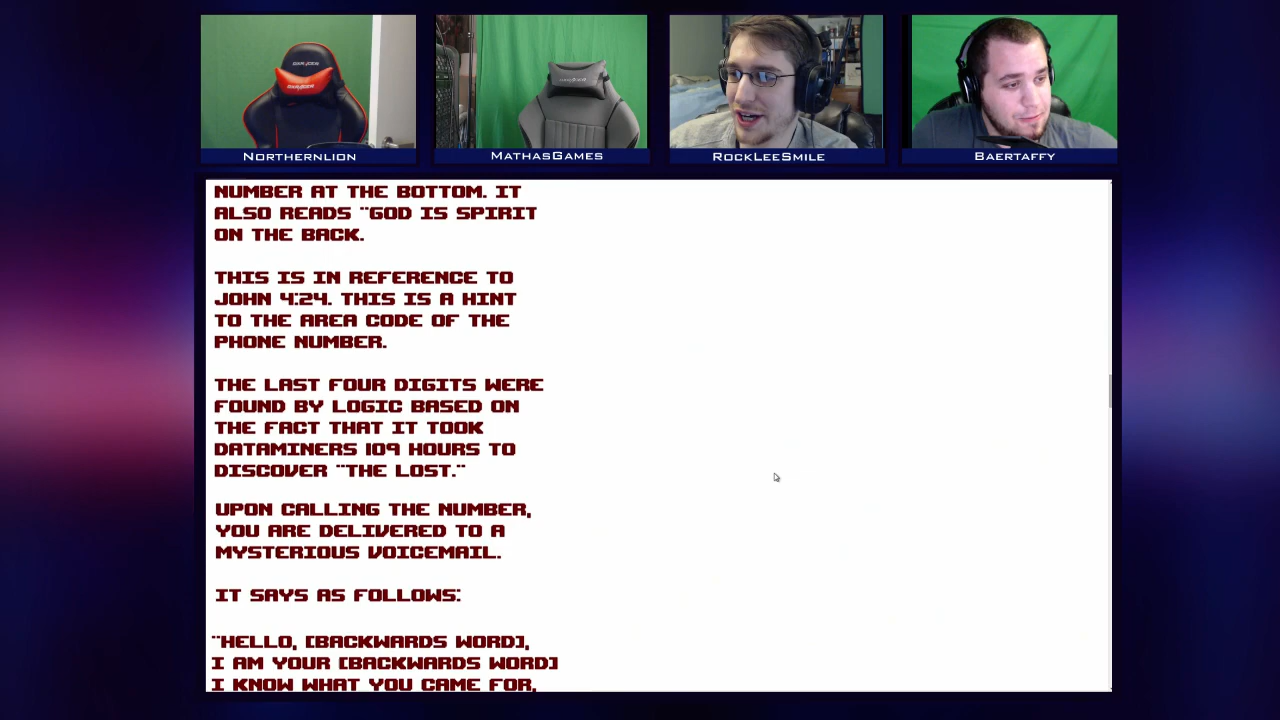 DXRACER
DXRACER
NORTHERNLION
MATHASGAMES
ROCKLEESMILE
BAERTAFFY
NUMBER AT THE BOTTOM. IT
ALSO READS "GOD IS SPIRIT
ON THE BACK.
THIS IS IN REFERENCE TO
JOHN 4:24. THIS IS A HINT
TO THE AREA CODE OF THE
PHONE NUMBER.
THE LAST FOUR DIGITS WERE
FOUND BY LOGIC BASED ON
THE FACT THAT IT TOOK
DATAMINERS 109 HOURS TO
DISCOVER "THE LOST."
UPON CALLING THE NUMBER,
YOU ARE DELIVERED TO A
MYSTERIOUS VOICEMAIL.
IT SAYS AS FOLLOWS:
"HELLO, [BACKWARDS WORD],
I AM YOUR [BACKWARDS WORD]
I KNOW WHAT YOU CAME FOR,